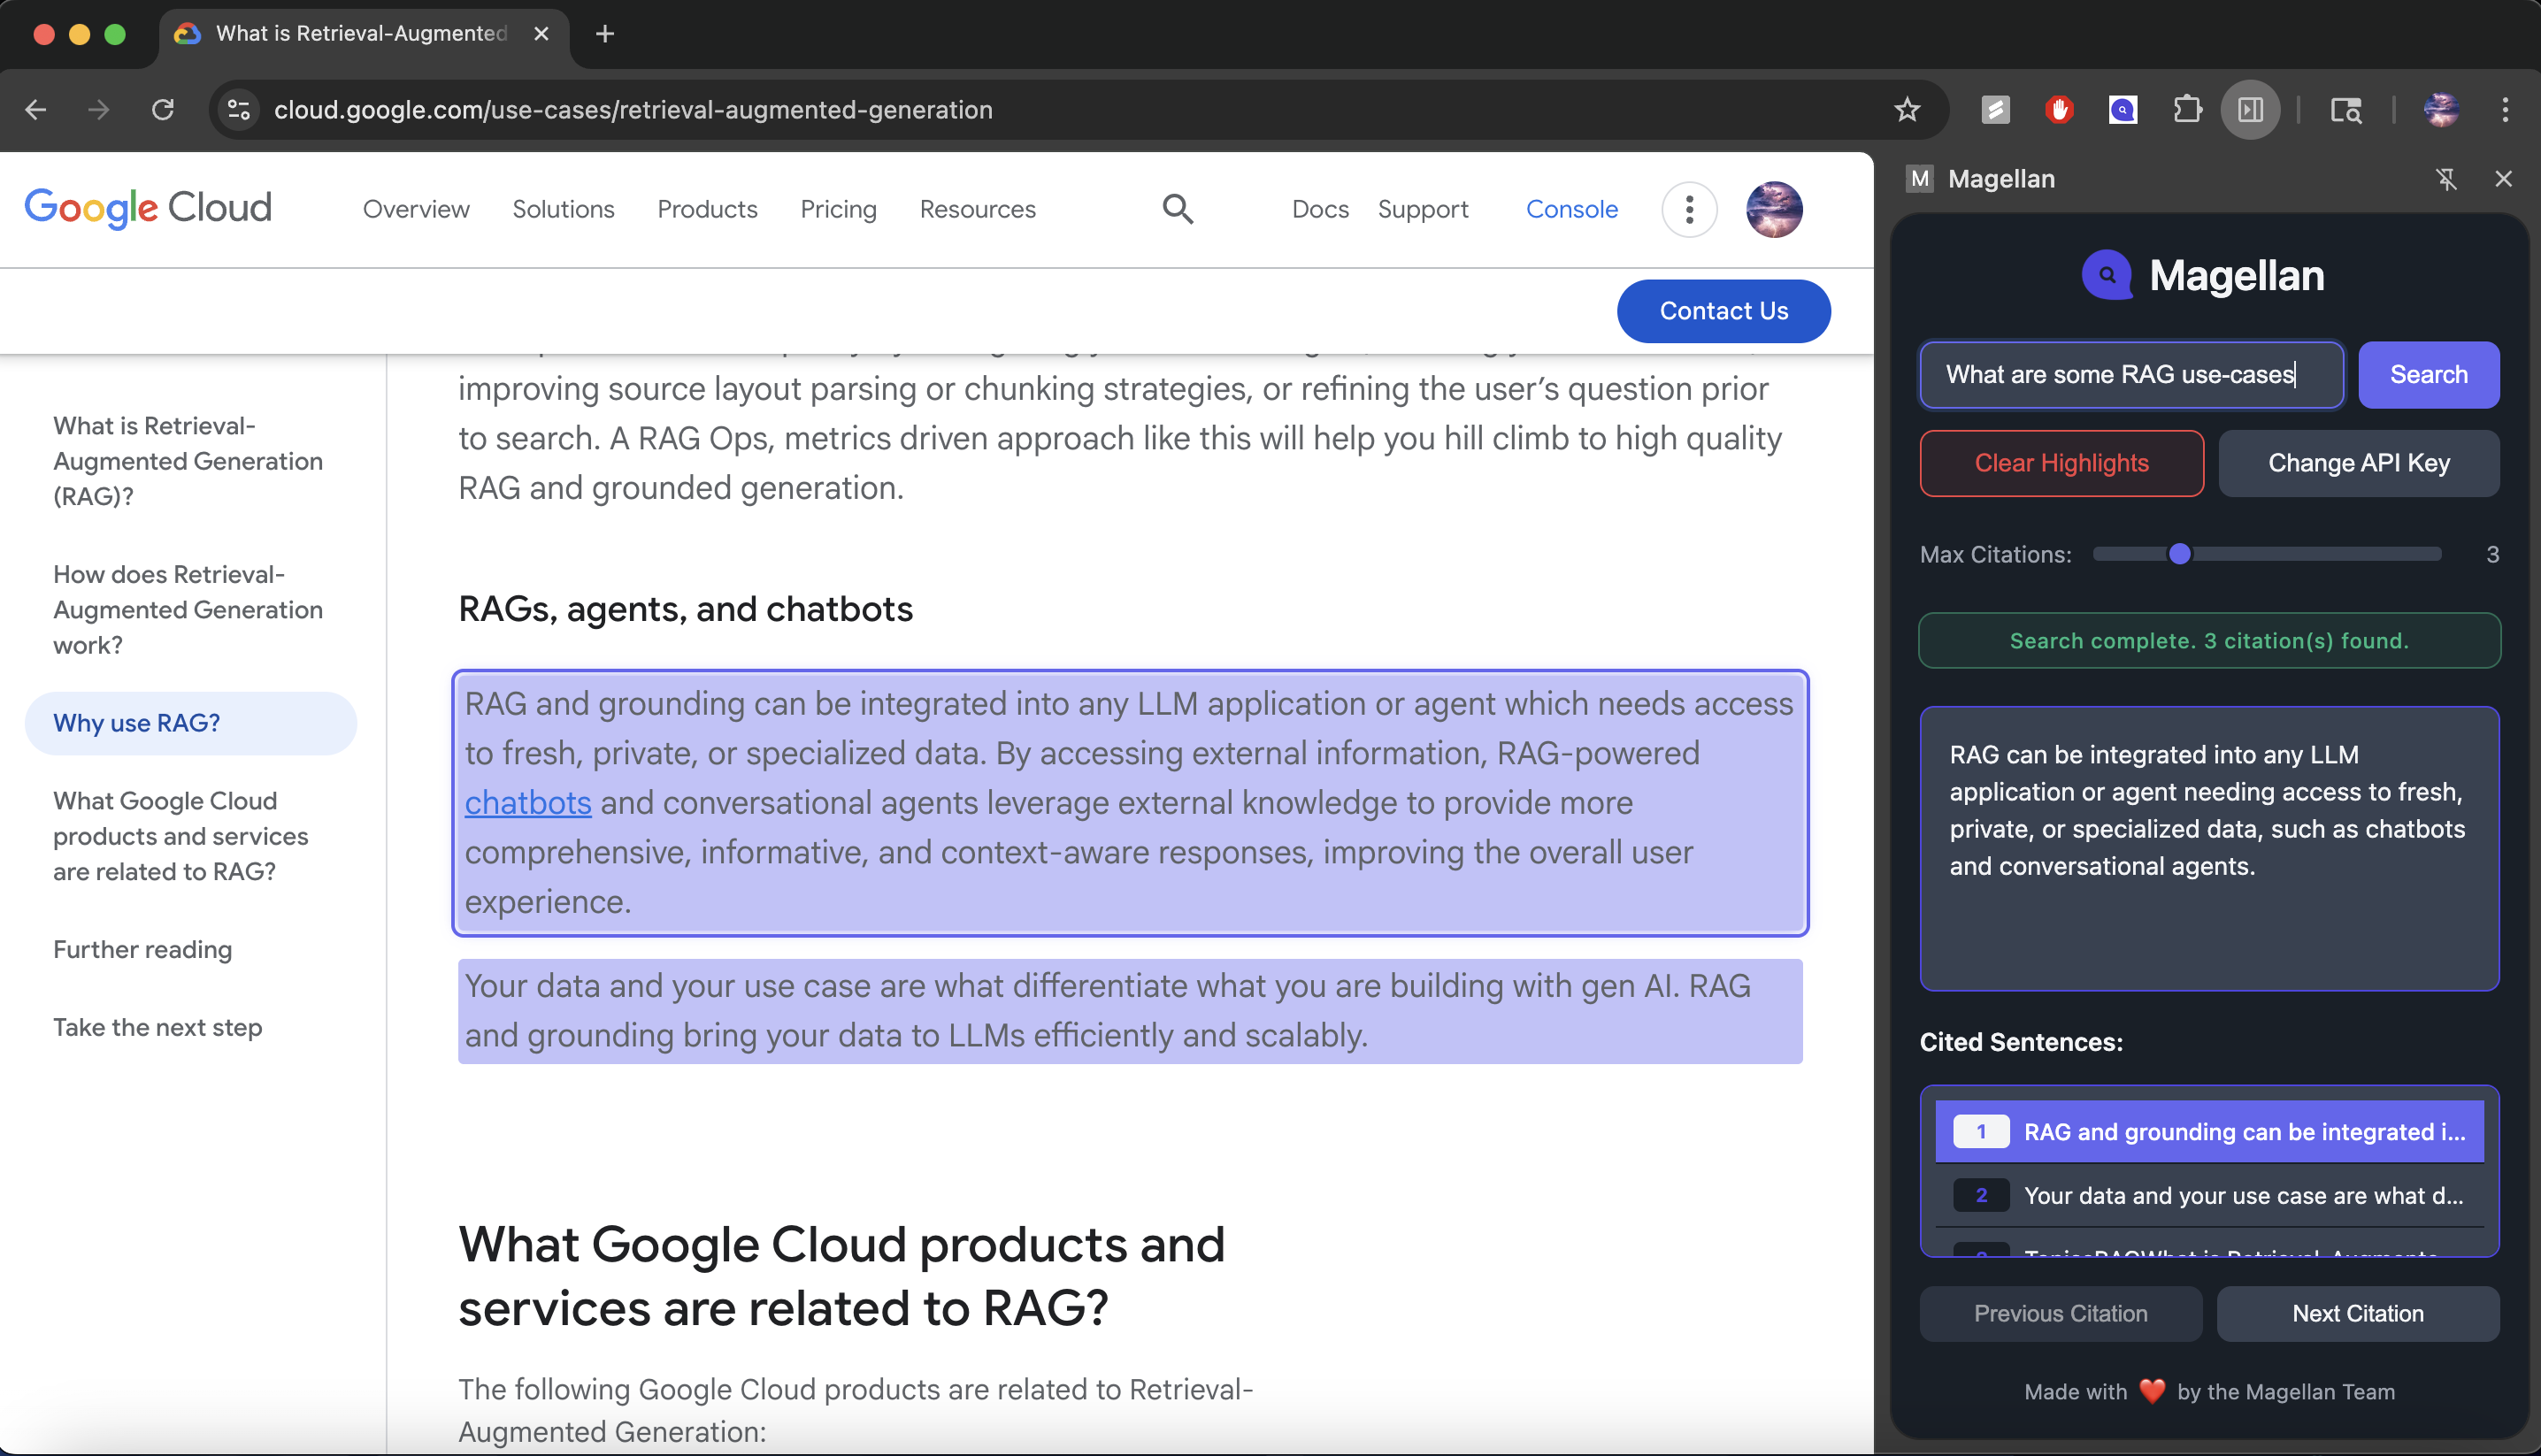 What is Retrieval-Augmented
cloud.google.com/use-cases/retrieval-augmented-generation
Google Cloud
Overview
Solutions
Products
Pricing
Resources
Docs
Support
Console
Contact Us
What is Retrieval-
Augmented Generation
(RAG)?
How does Retrieval-
Augmented Generation
work?
Why use RAG?
What Google Cloud
products and services
are related to RAG?
Further reading
Take the next step
improving source layout parsing or chunking strategies, or refining the user’s question prior
to search. A RAG Ops, metrics driven approach like this will help you hill climb to high quality
RAG and grounded generation.
RAGs, agents, and chatbots
RAG and grounding can be integrated into any LLM application or agent which needs access
to fresh, private, or specialized data. By accessing external information, RAG-powered
chatbots and conversational agents leverage external knowledge to provide more
comprehensive, informative, and context-aware responses, improving the overall user
experience.
Your data and your use case are what differentiate what you are building with gen AI. RAG
and grounding bring your data to LLMs efficiently and scalably.
What Google Cloud products and
services are related to RAG?
The following Google Cloud products are related to Retrieval-
Augmented Generation:
M Magellan
Magellan
What are some RAG use-cases
Search
Clear Highlights
Change API Key
Max Citations:
3
Search complete. 3 citation(s) found.
RAG can be integrated into any LLM
application or agent needing access to fresh,
private, or specialized data, such as chatbots
and conversational agents.
Cited Sentences:
1 RAG and grounding can be integrated i...
2 Your data and your use case are what d...
Previous Citation
Next Citation
Made with ❤️ by the Magellan Team